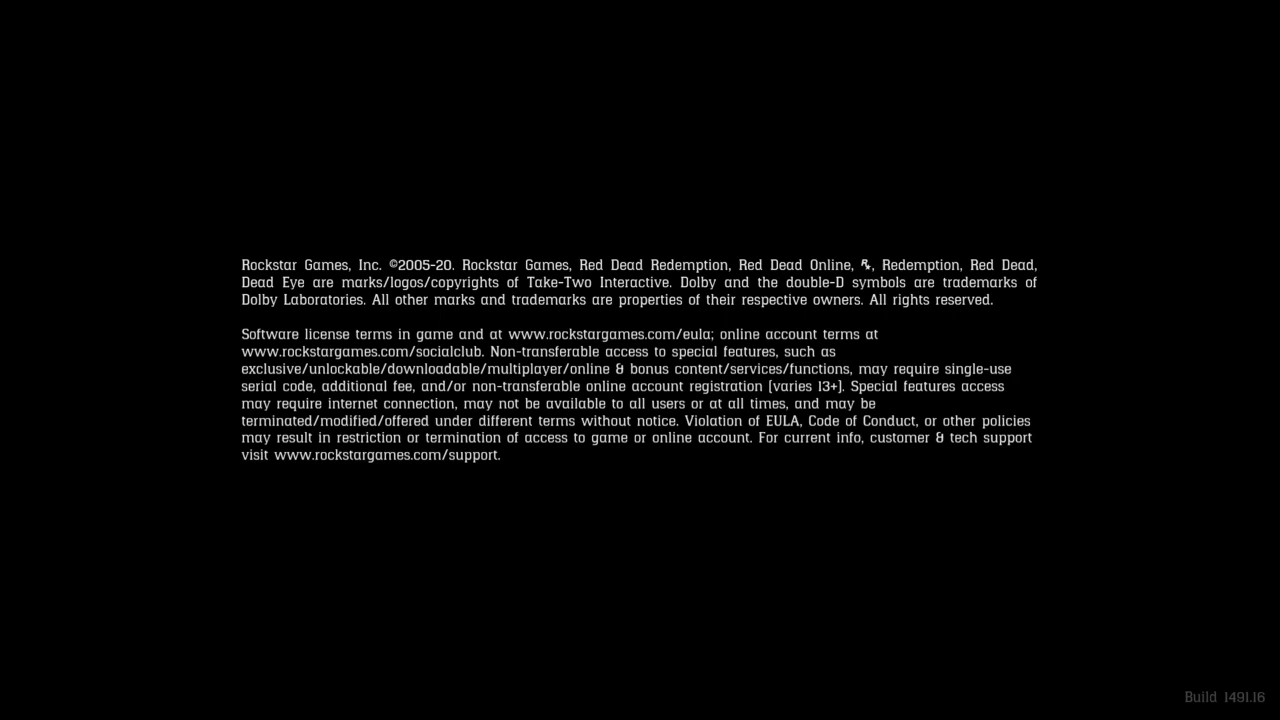 Rockstar Games, Inc. ©2005-20. Rockstar Games, Red Dead Redemption, Red Dead Online, R★, Redemption, Red Dead,
Dead Eye are marks/logos/copyrights of Take-Two Interactive. Dolby and the double-D symbols are trademarks of
Dolby Laboratories. All other marks and trademarks are properties of their respective owners. All rights reserved.
Software license terms in game and at www.rockstargames.com/eula; online account terms at
www.rockstargames.com/socialclub. Non-transferable access to special features, such as
exclusive/unlockable/downloadable/multiplayer/online & bonus content/services/functions, may require single-use
serial code, additional fee, and/or non-transferable online account registration (varies 13+). Special features access
may require internet connection, may not be available to all users or at all times, and may be
terminated/modified/offered under different terms without notice. Violation of EULA, Code of Conduct, or other policies
may result in restriction or termination of access to game or online account. For current info, customer & tech support
visit www.rockstargames.com/support.
Build 1491.16